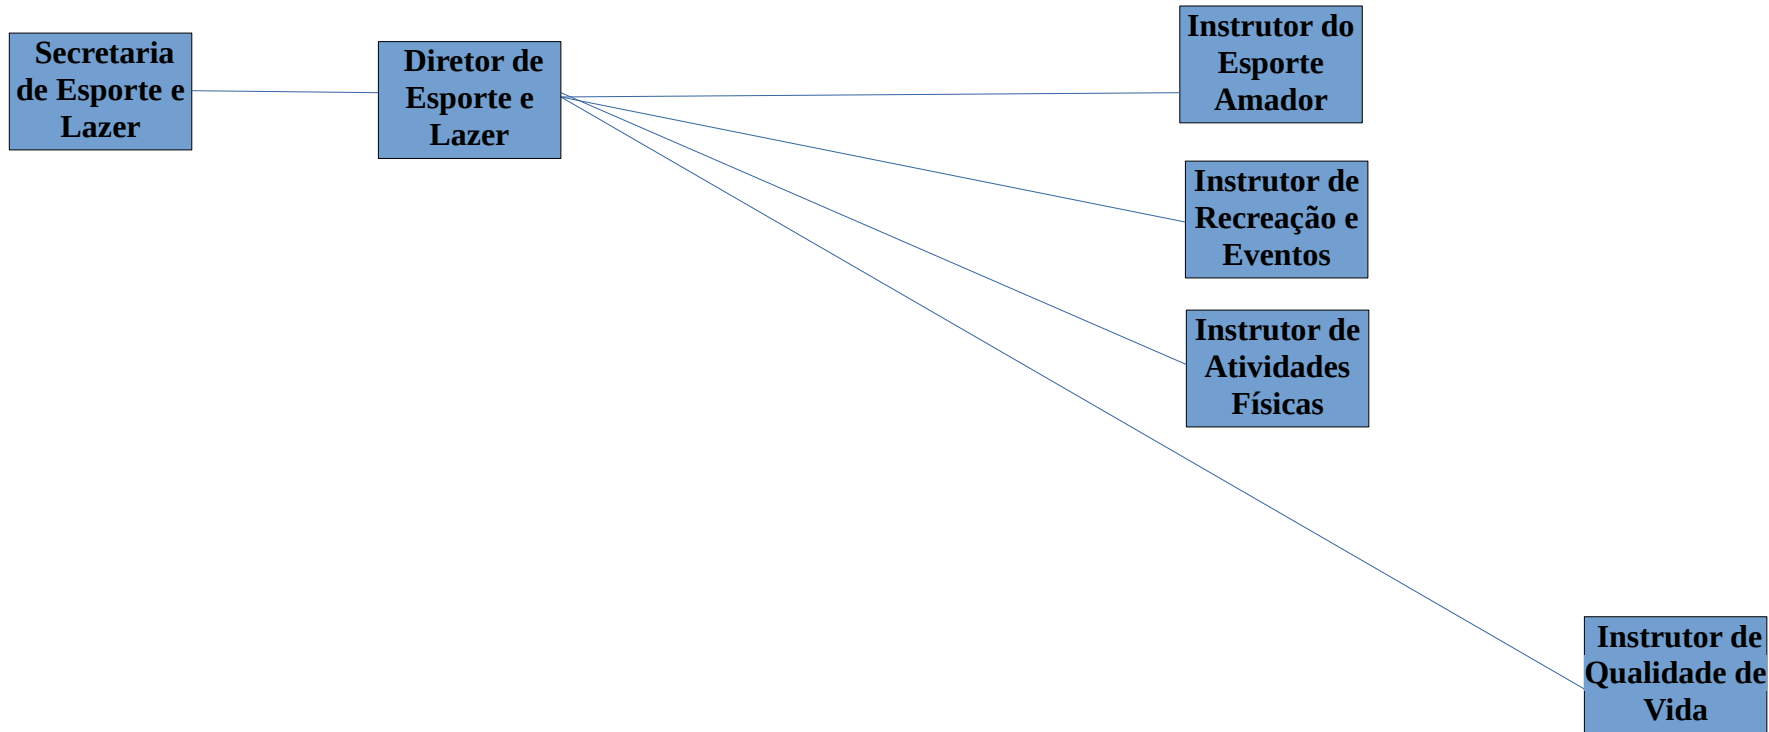 Secretaria
de Esporte e
Lazer
Diretor de
Esporte e
Lazer
Instrutor do
Esporte
Amador
Instrutor de
Recreação e
Eventos
Instrutor de
Atividades
Físicas
Instrutor de
Qualidade de
Vida